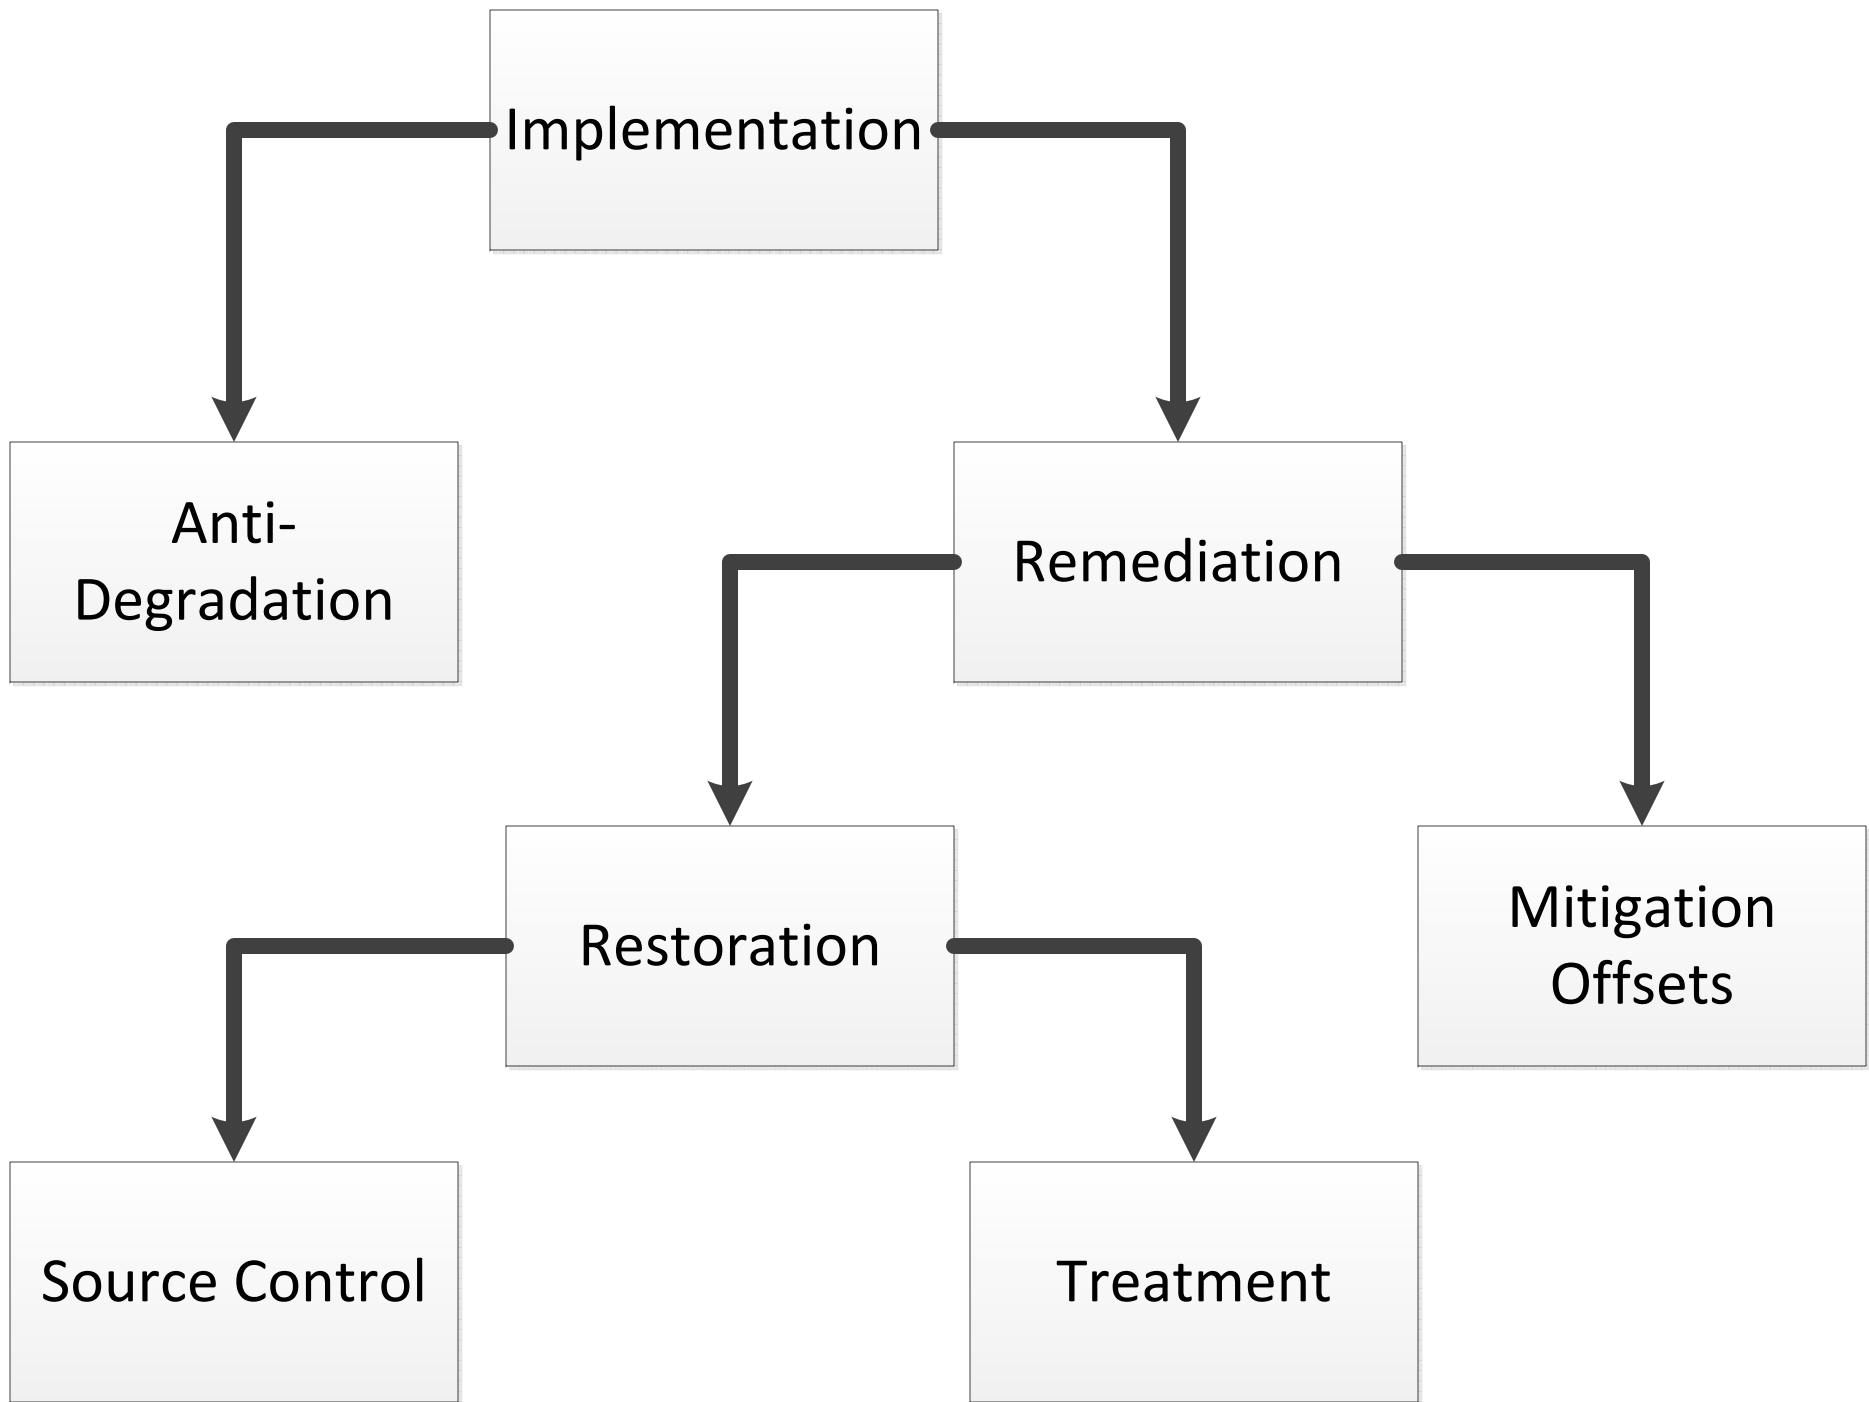 Implementation
Anti-
Degradation
Remediation
Restoration
Mitigation
Offsets
Source Control
Treatment